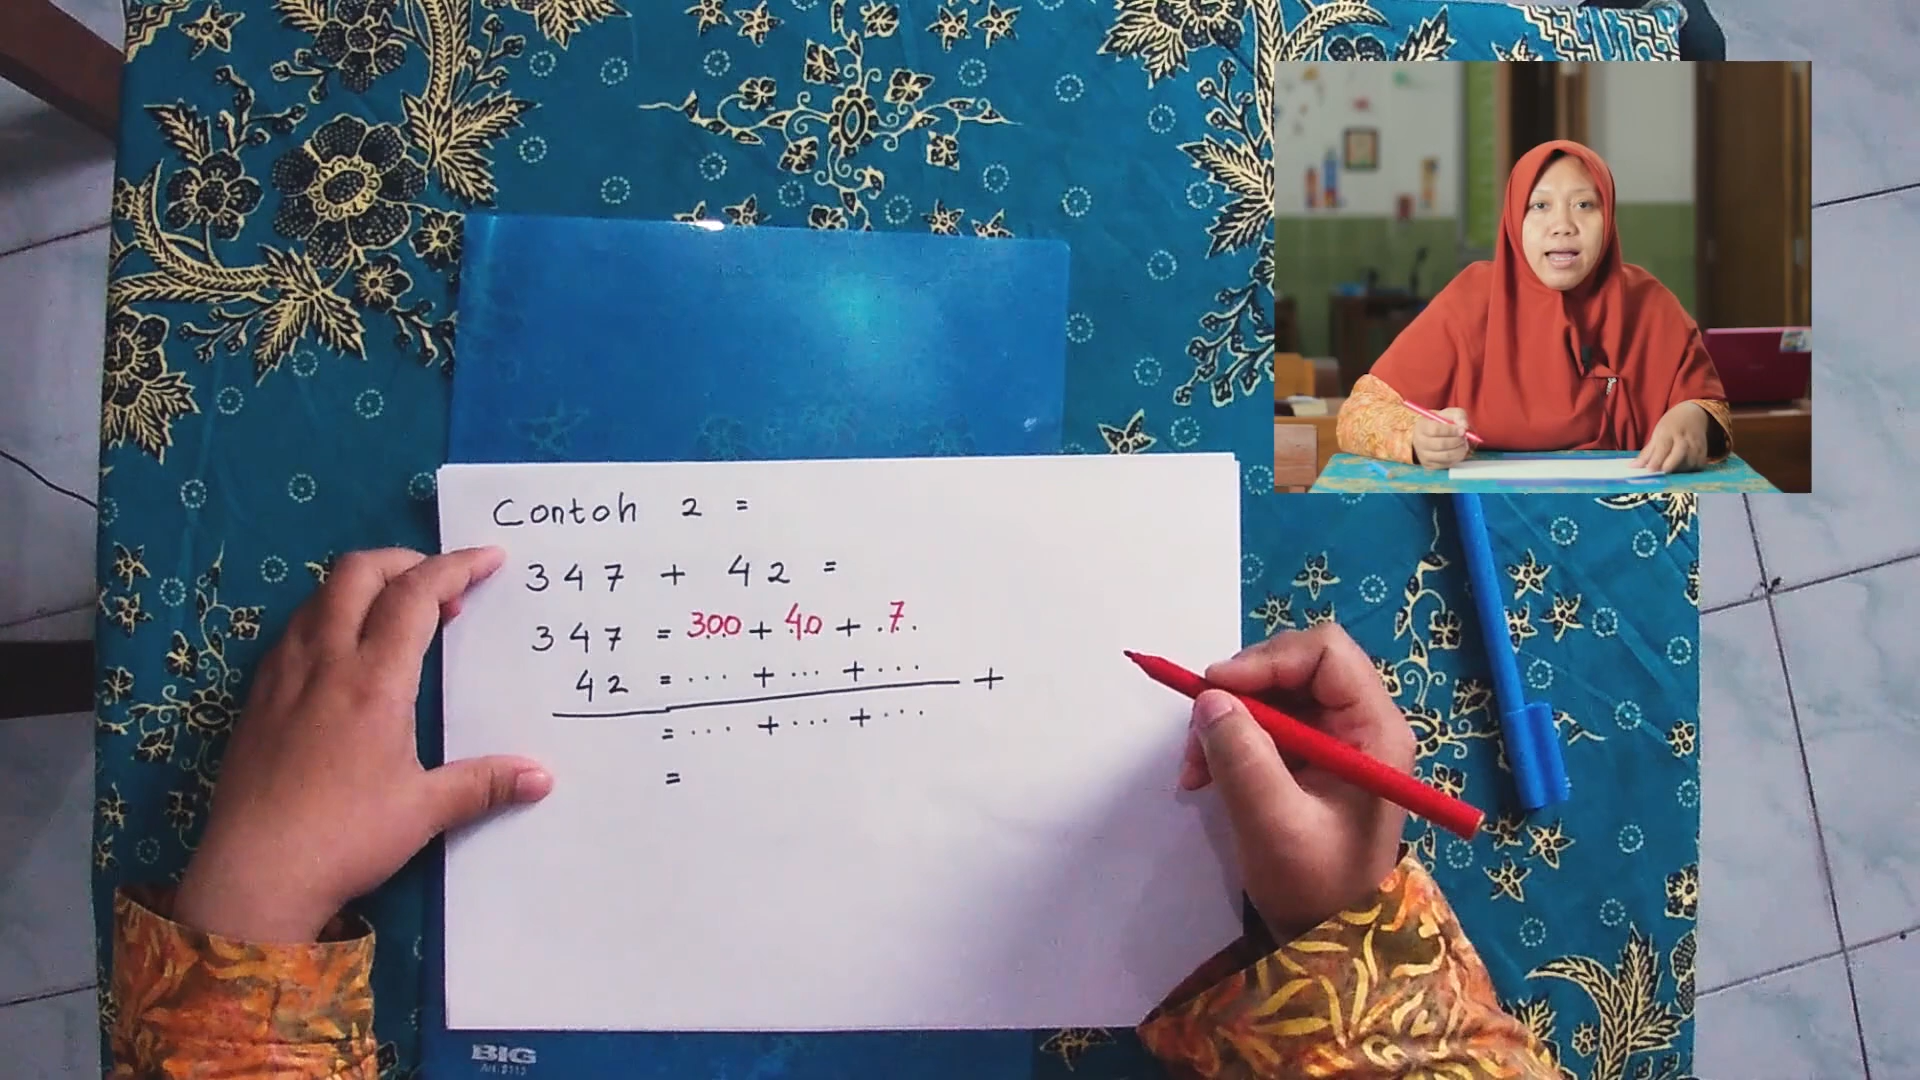 Contoh 2 =
347 + 42 =
347 = 300 + 40 + .7.
42 = ... + ... + ... +
= ... + ... + ...
=
BIG